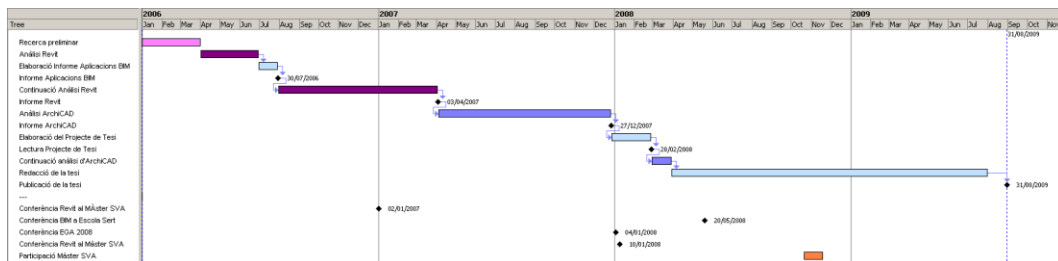 2006 2007 2008 2009
Tree Jan Feb Mar Apr May Jun Jul Aug Sep Oct Nov Dec Jan Feb Mar Apr May Jun Jul Aug Sep Oct Nov Dec Jan Feb Mar Apr May Jun Jul Aug Sep Oct Nov Dec Jan Feb Mar Apr May Jun Jul Aug Sep Oct
31/08/2009
Recerca preliminar
Anàlisi Revit
Elaboració Informe Aplicacions BIM
Informe Aplicacions BIM 30/07/2006
Continuació Anàlisi Revit
Informe Revit 03/04/2007
Anàlisi ArchiCAD
Informe ArchiCAD 27/12/2007
Elaboració del Projecte de Tesi
Lectura Projecte de Tesi 28/02/2008
Continuació anàlisi d'ArchiCAD
Redacció de la tesi
Publicació de la tesi 31/08/2009
----
Conferència Revit al MÀster SVA 02/01/2007
Conferència BIM a Escola Sert 20/05/2008
Conferència EGA 2008 04/01/2008
Conferència Revit al Màster SVA 10/01/2008
Participació Màster SVA